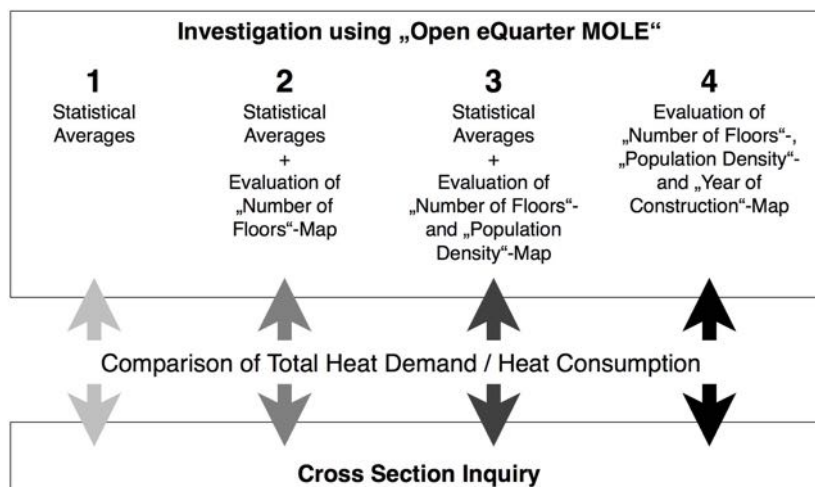 Investigation using „Open eQuarter MOLE“
1
Statistical
Averages
2
Statistical
Averages
+
Evaluation of
„Number of
Floors“-Map
3
Statistical
Averages
+
Evaluation of
„Number of Floors“-
and „Population
Density“-Map
4
Evaluation of
„Number of Floors“-,
„Population Density“-
and „Year of
Construction“-Map
Comparison of Total Heat Demand / Heat Consumption
Cross Section Inquiry